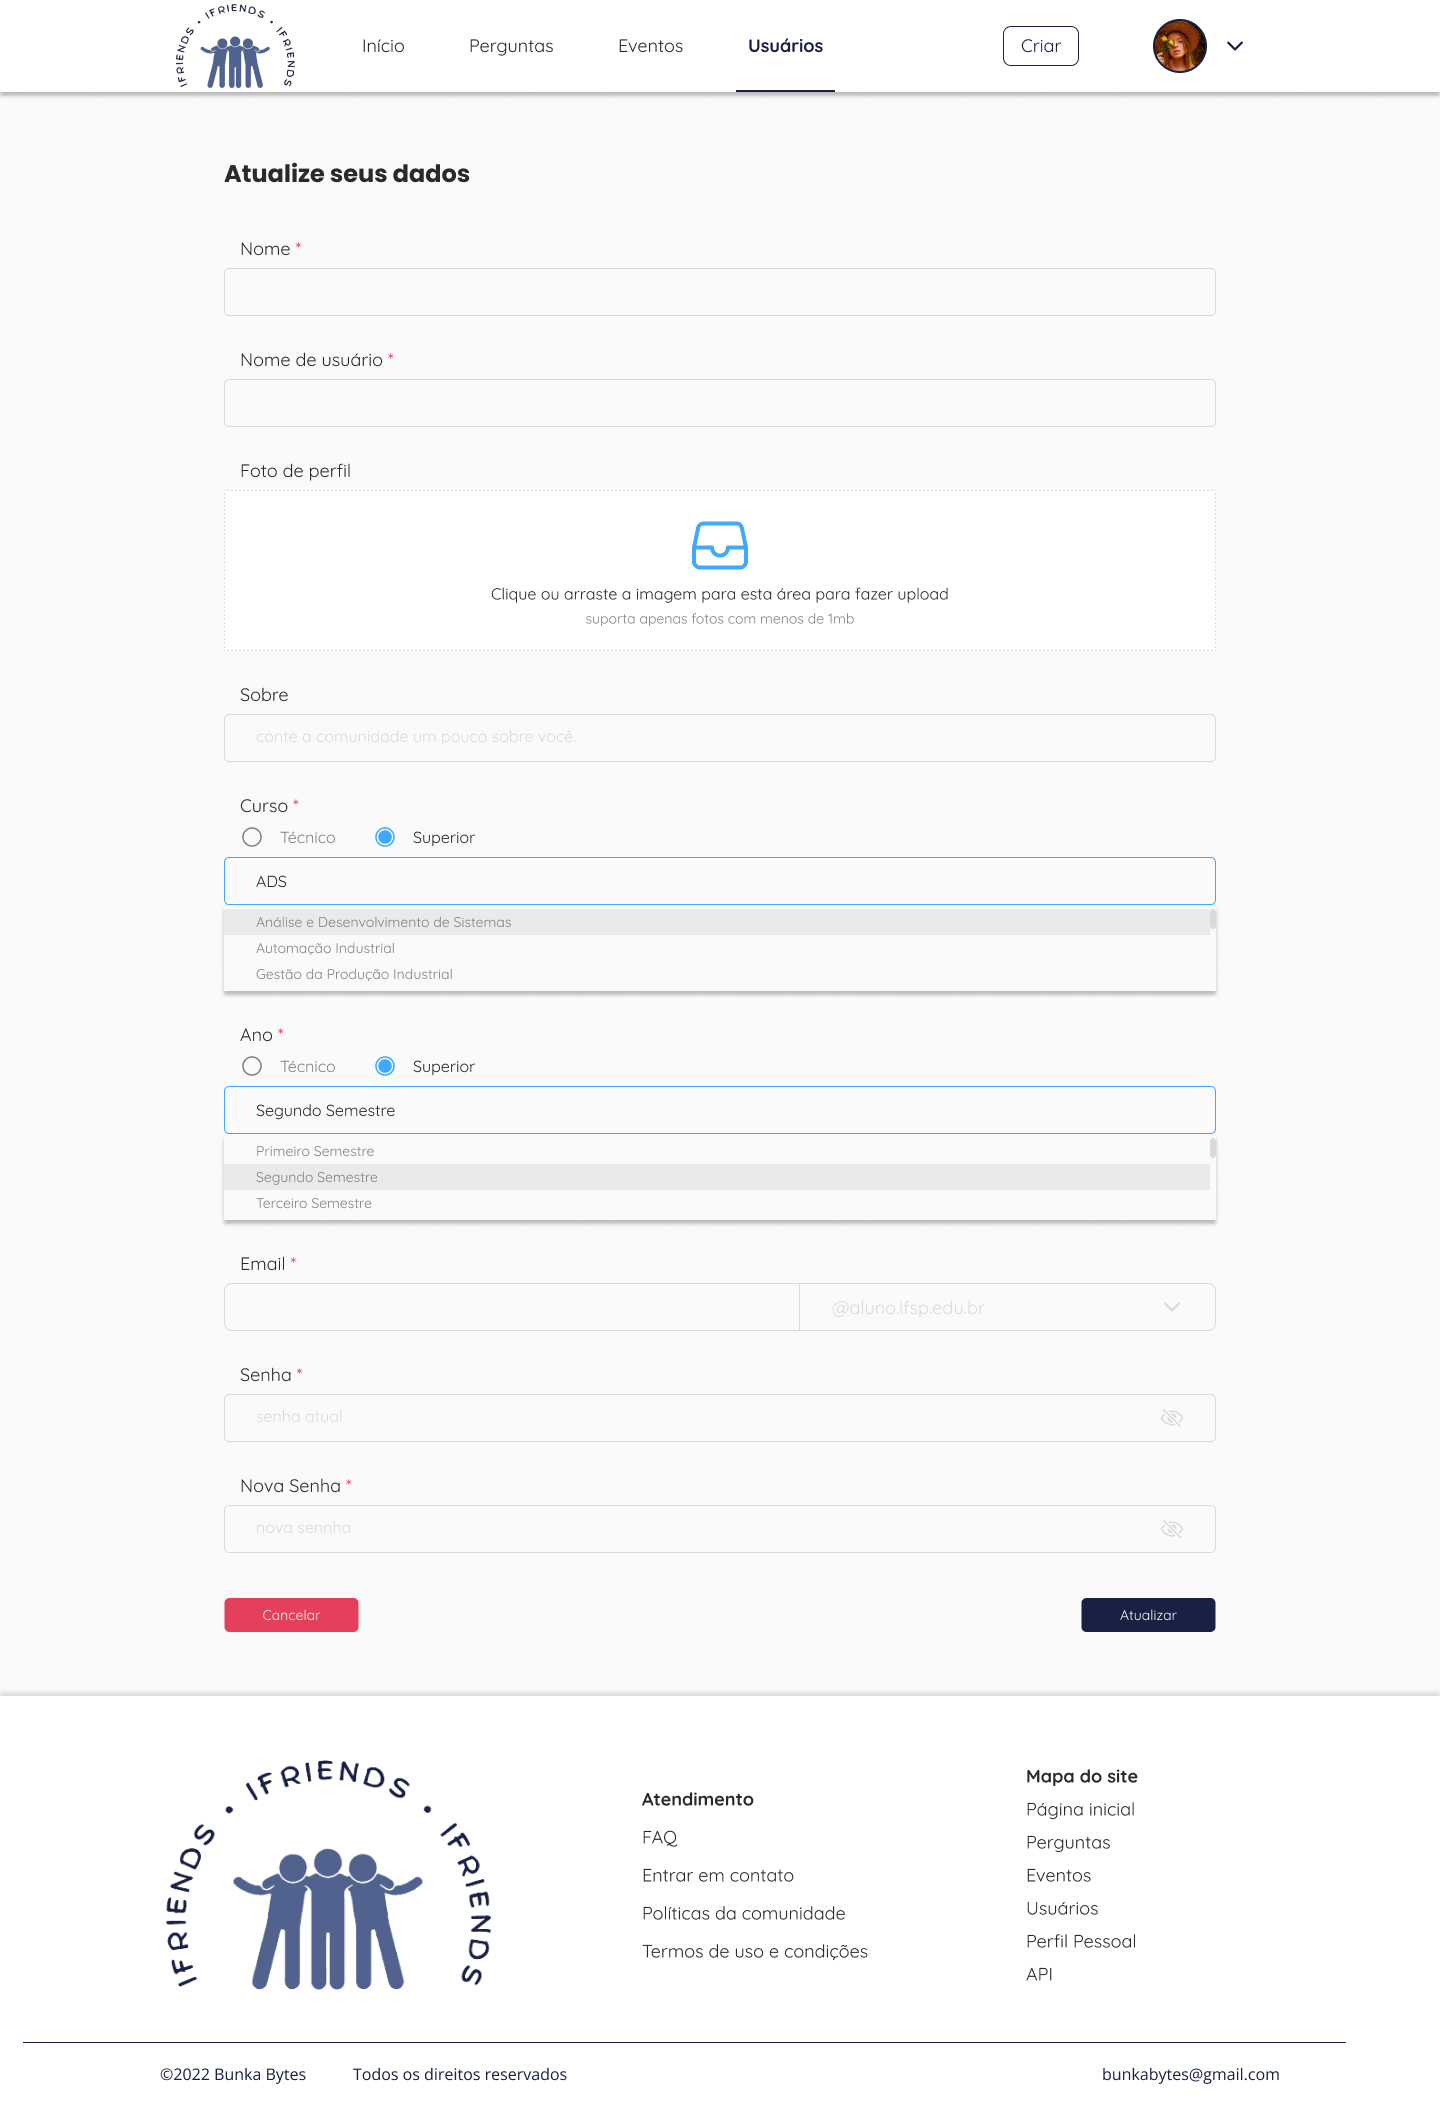 IFRIENDS • IFRIENDS • IFRIENDS
Início
Perguntas
Eventos
Usuários
Criar
Atualize seus dados
Nome *
Nome de usuário *
Foto de perfil
Clique ou arraste a imagem para esta área para fazer upload
suporta apenas fotos com menos de 1mb
Sobre
conte a comunidade um pouco sobre você.
Curso *
Técnico
Superior
ADS
Análise e Desenvolvimento de Sistemas
Automação Industrial
Gestão da Produção Industrial
Ano *
Técnico
Superior
Segundo Semestre
Primeiro Semestre
Segundo Semestre
Terceiro Semestre
Email *
@aluno.ifsp.edu.br
Senha *
senha atual
Nova Senha *
nova sennha
Cancelar
Atualizar
IFRIENDS • IFRIENDS • IFRIENDS
Atendimento
FAQ
Entrar em contato
Políticas da comunidade
Termos de uso e condições
Mapa do site
Página inicial
Perguntas
Eventos
Usuários
Perfil Pessoal
API
©2022 Bunka Bytes
Todos os direitos reservados
bunkabytes@gmail.com